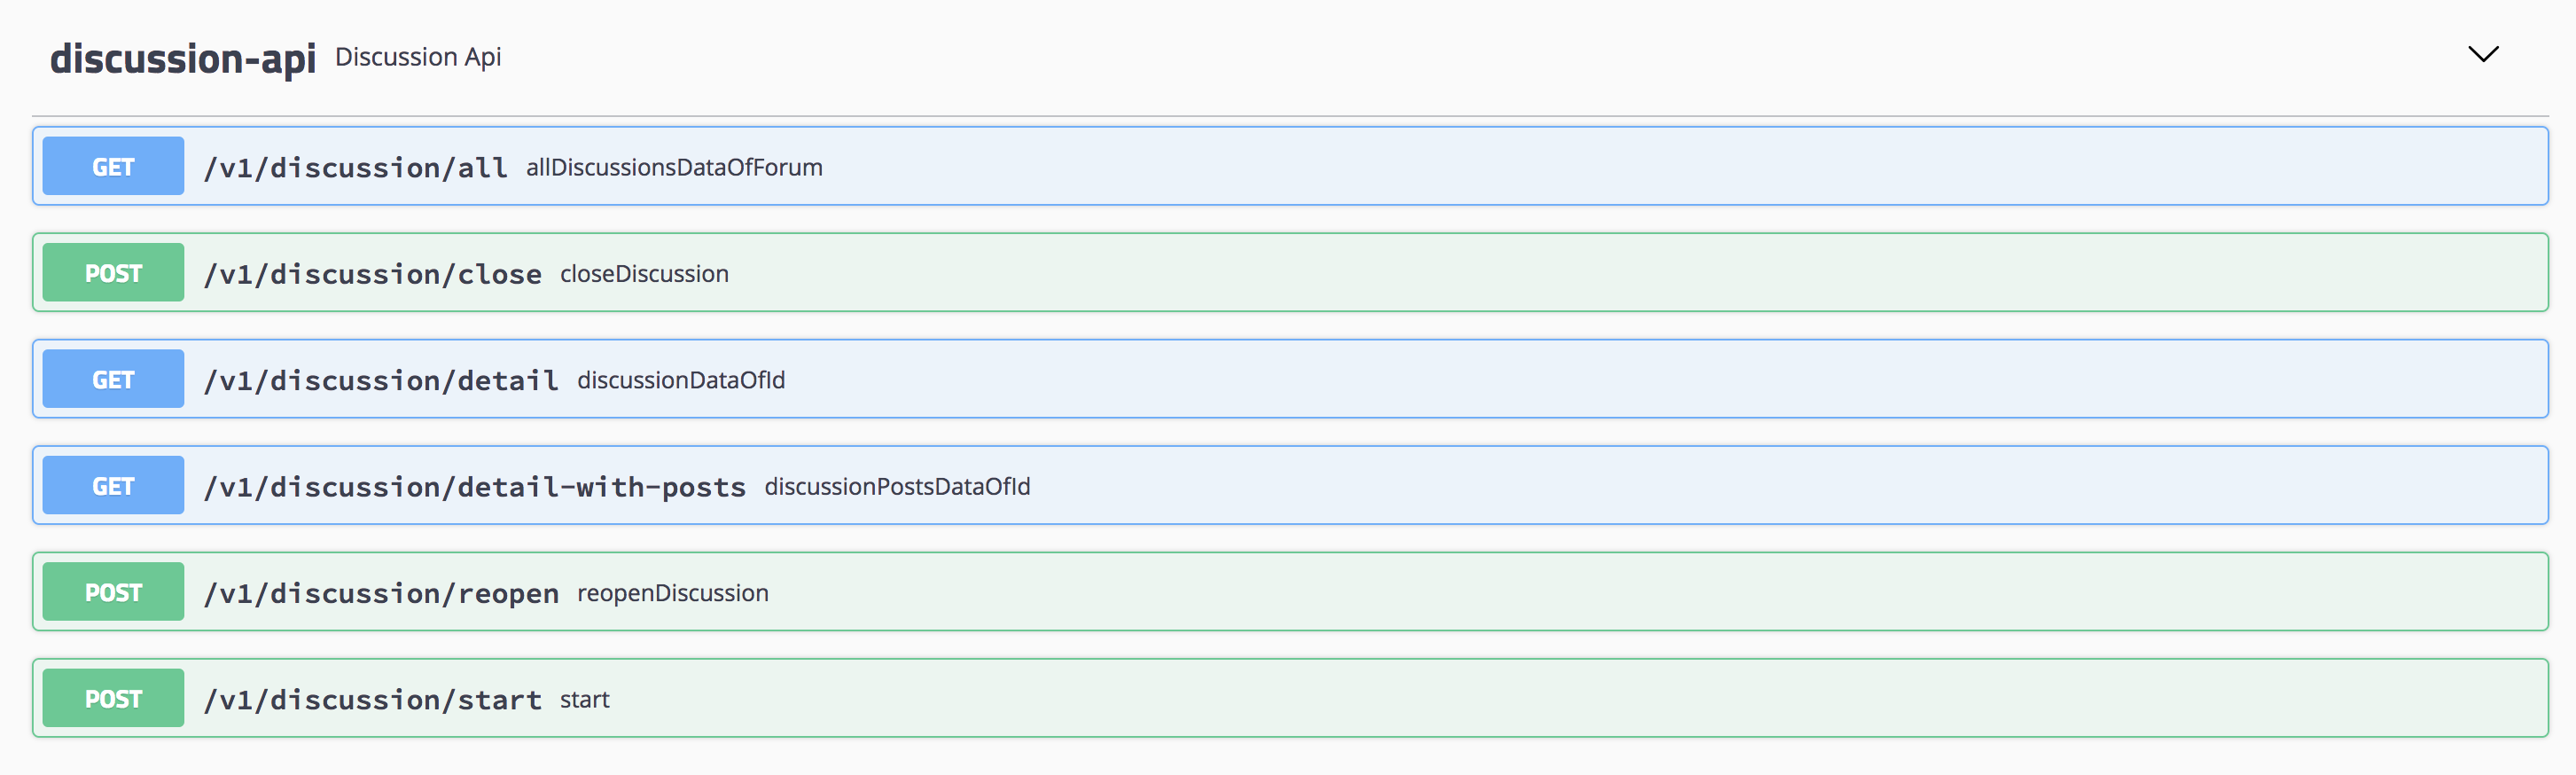 discussion-api Discussion Api
GET /v1/discussion/all allDiscussionsDataOfForum
POST /v1/discussion/close closeDiscussion
GET /v1/discussion/detail discussionDataOfId
GET /v1/discussion/detail-with-posts discussionPostsDataOfId
POST /v1/discussion/reopen reopenDiscussion
POST /v1/discussion/start start